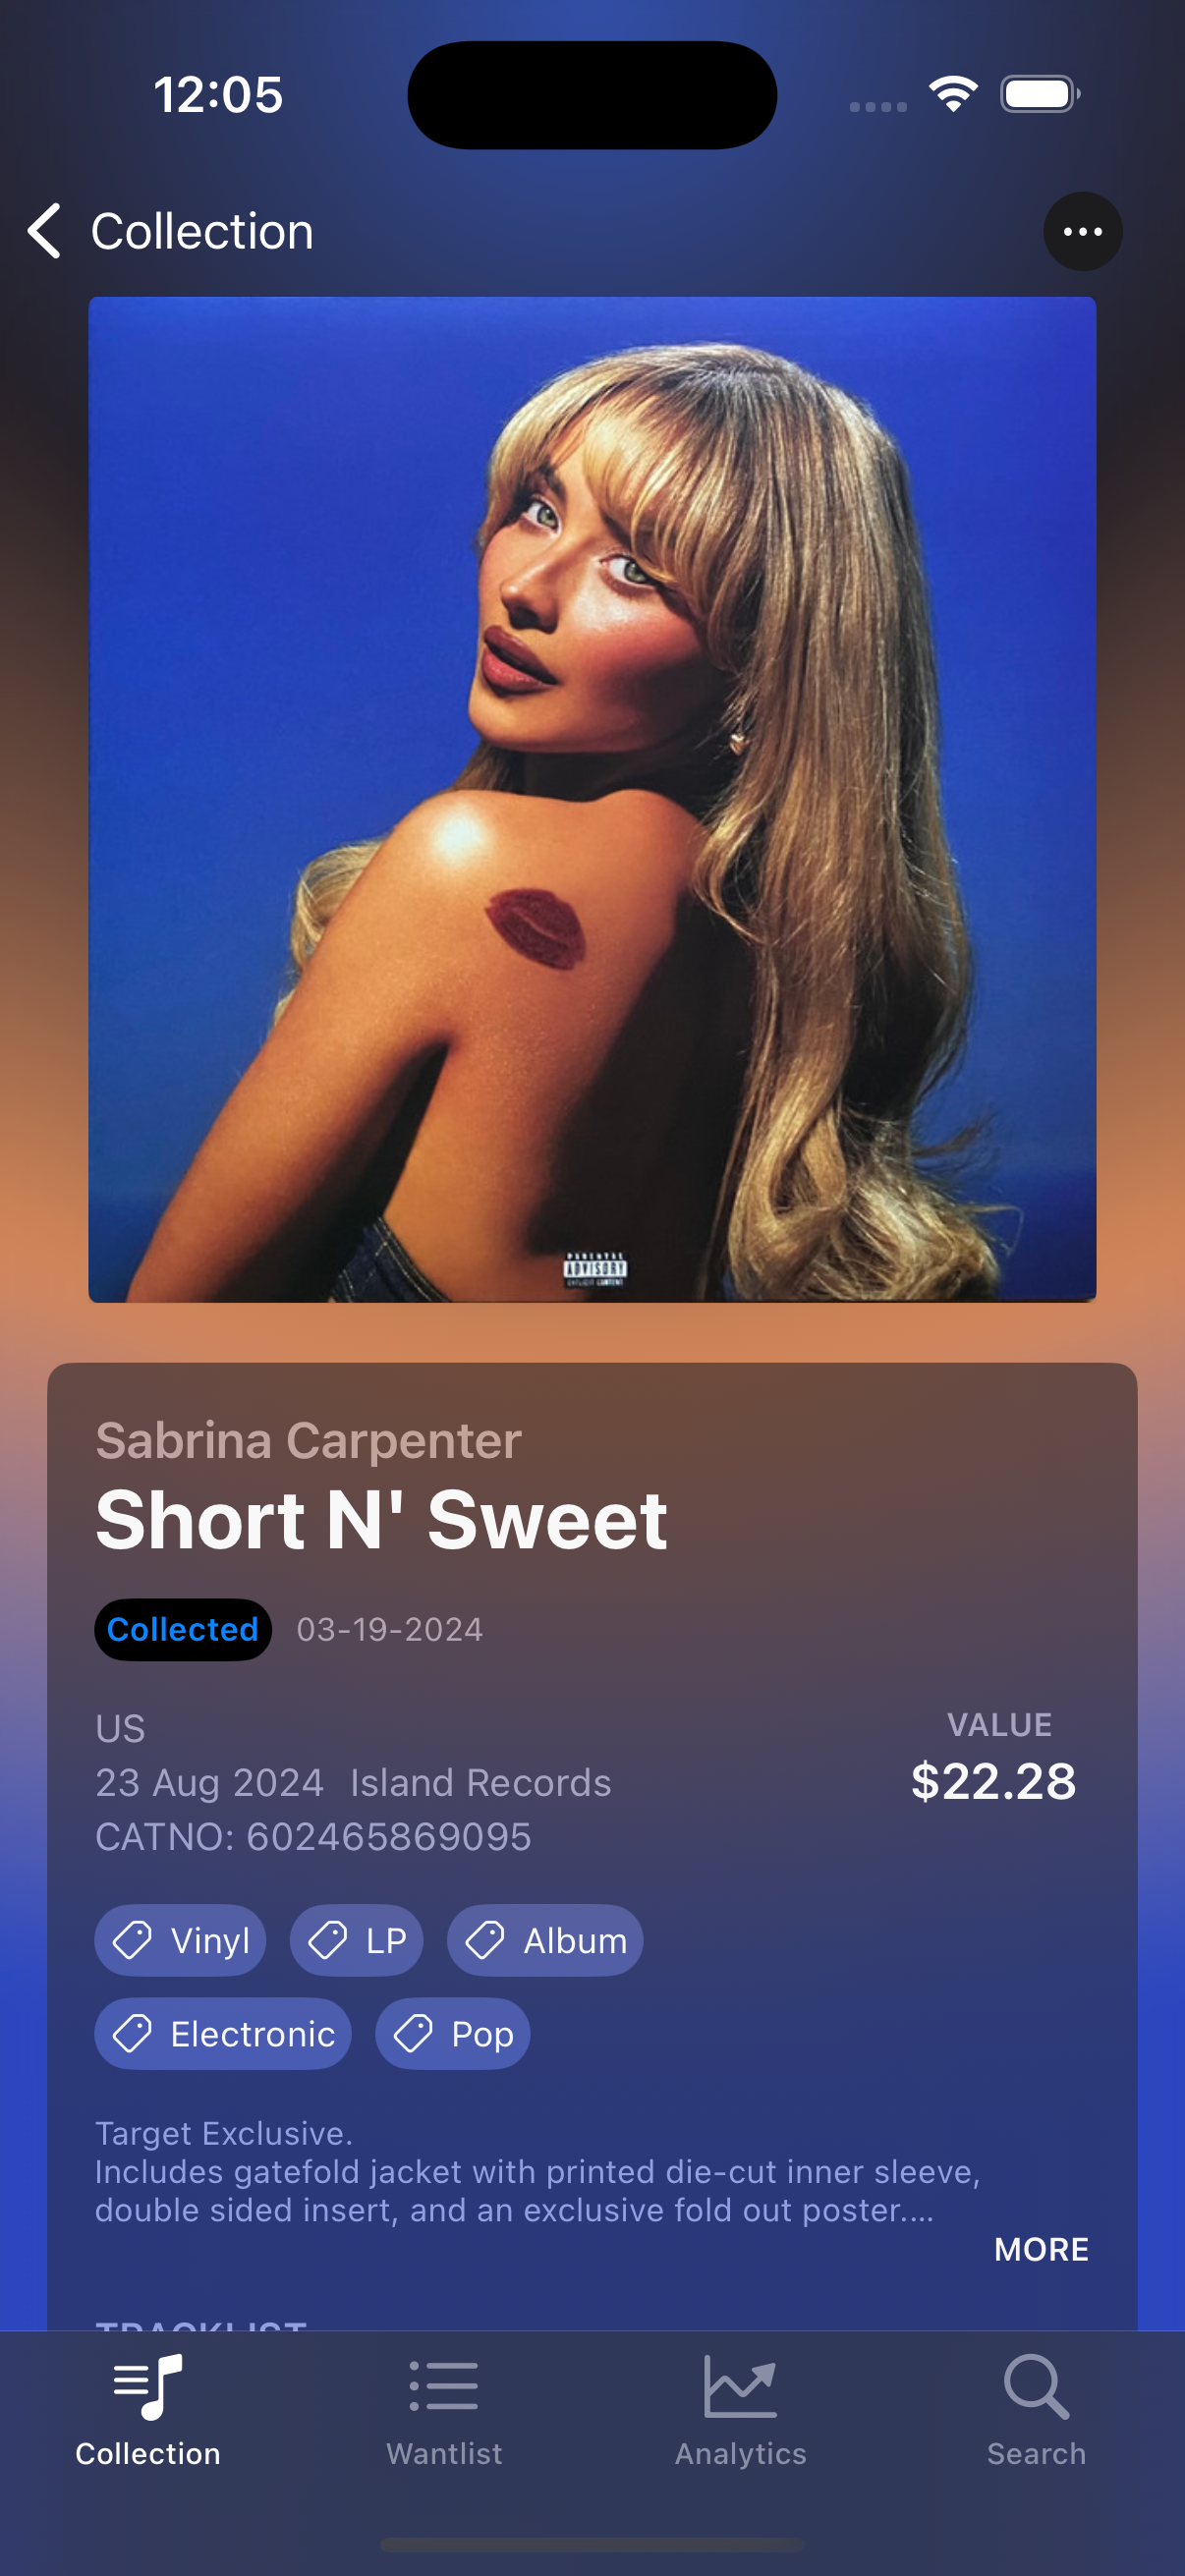 12:05
Collection
PARENTAL
ADVISORY
EXPLICIT CONTENT
Sabrina Carpenter
Short N' Sweet
Collected 03-19-2024
US
VALUE
23 Aug 2024 Island Records
$22.28
CATNO: 602465869095
Vinyl LP Album
Electronic Pop
Target Exclusive.
Includes gatefold jacket with printed die-cut inner sleeve,
double sided insert, and an exclusive fold out poster....
MORE
TRACKLIST
Collection Wantlist Analytics Search